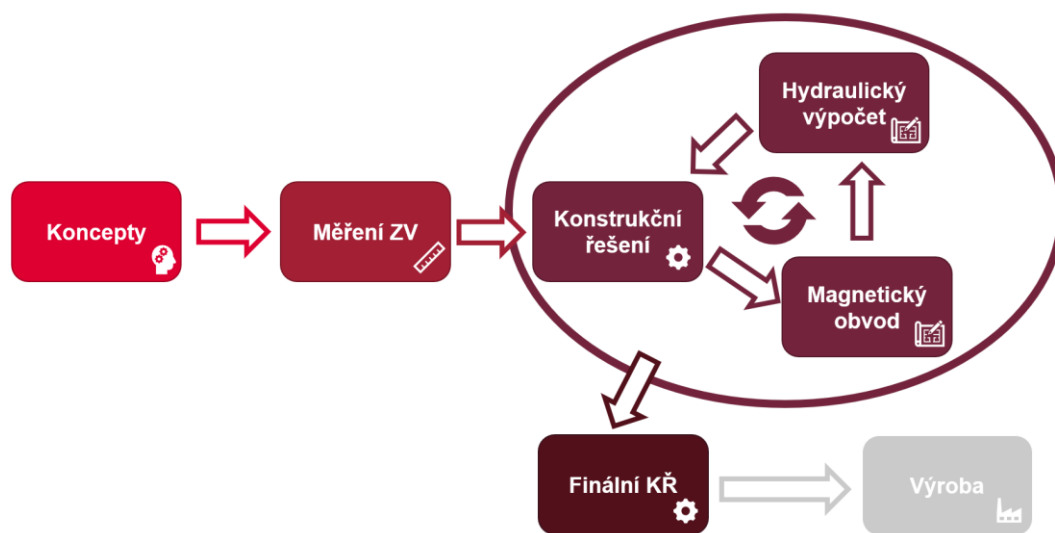 Koncepty
Měření ZV
Konstrukční
řešení
Hydraulický
výpočet
Magnetický
obvod
Finální KŘ
Výroba